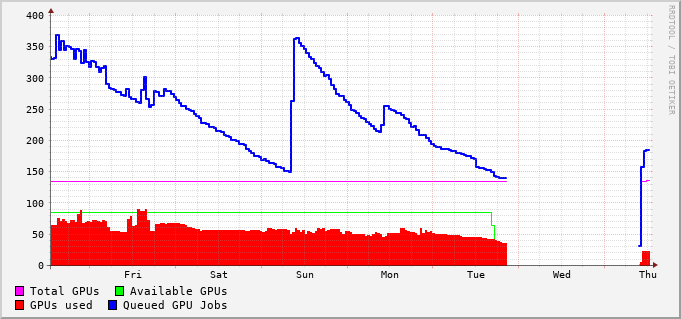 RRDTOOL / TOBI OETIKER
400
350
300
250
200
150
100
50
0
Fri Sat Sun Mon Tue Wed Thu
Total GPUs Available GPUs
GPUs used Queued GPU Jobs